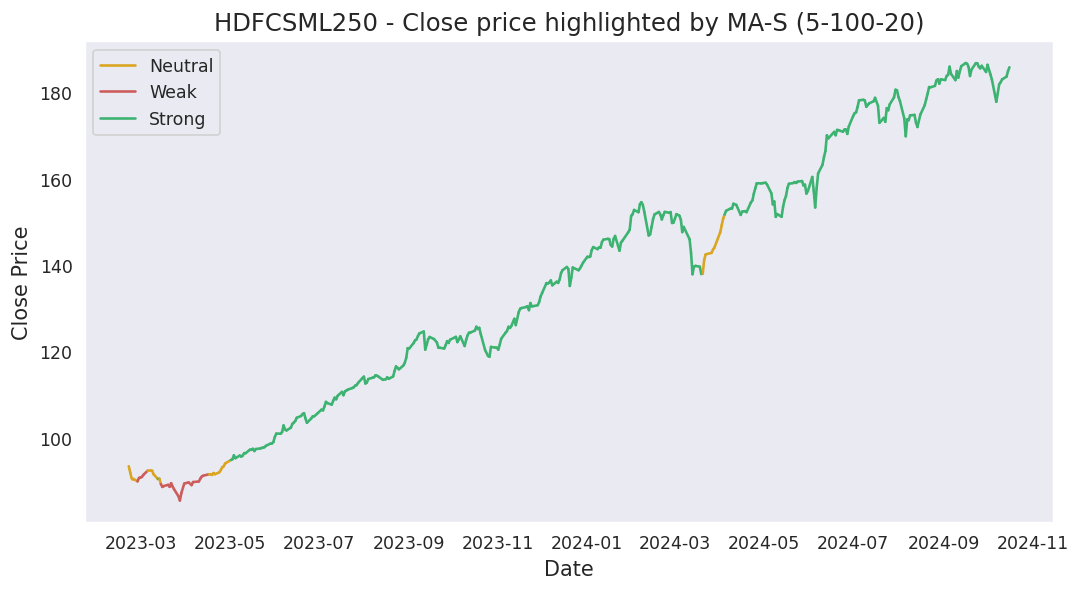 HDFCSML250 - Close price highlighted by MA-S (5-100-20)
Neutral
Weak
Strong
180
160
140
120
100
Close Price
2023-03 2023-05 2023-07 2023-09 2023-11 2024-01 2024-03 2024-05 2024-07 2024-09 2024-11
Date